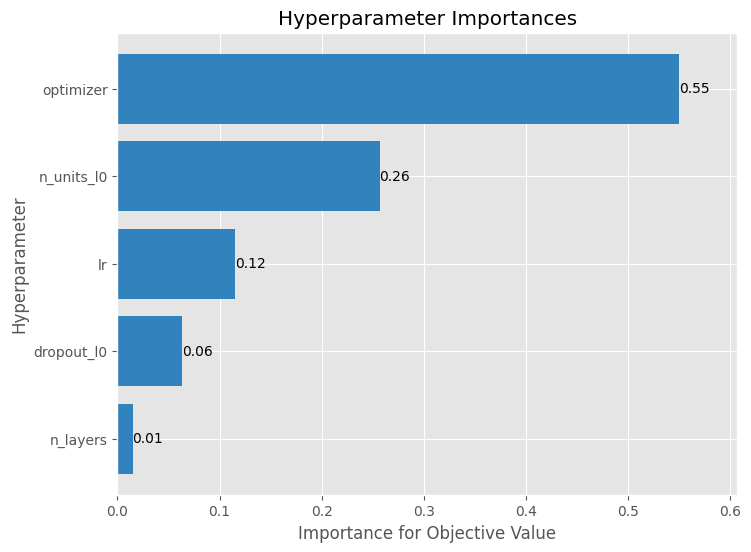 Hyperparameter Importances
optimizer
0.55
n_units_l0
0.26
lr
0.12
dropout_l0
0.06
n_layers
0.01
Hyperparameter
0.0 0.1 0.2 0.3 0.4 0.5 0.6
Importance for Objective Value